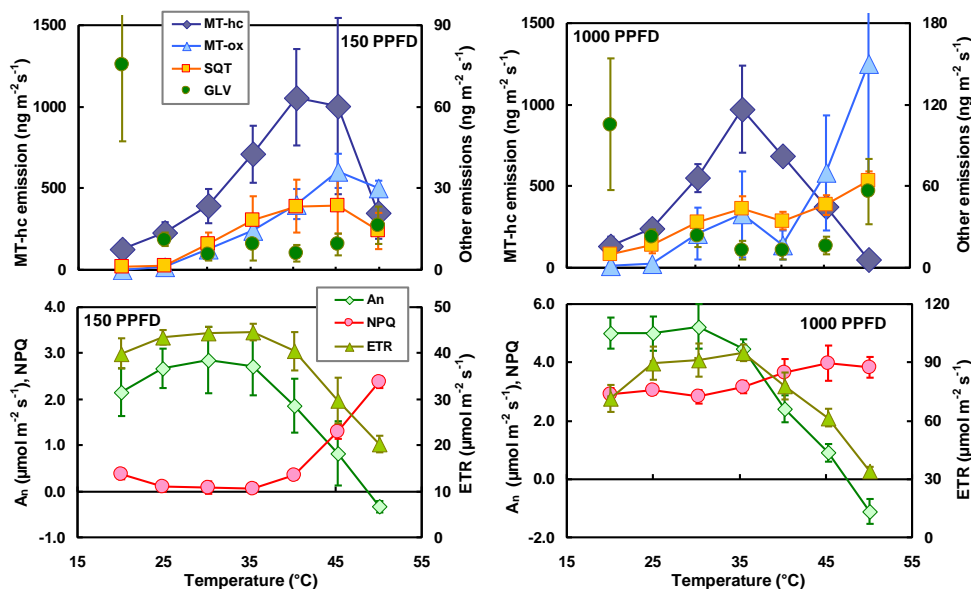 1500
1000
500
0
MT-hc emission (ng m-2s-1)
MT-hc
MT-ox
SQT
GLV
150 PPFD
90
60
30
0
Other emissions (ng m-2 s-1)
1500
1000
500
0
MT-hc emissions (ng m-2 s-1)
1000 PPFD
180
120
60
0
Other emissions (ng m-2 s-1)
4.0
3.0
2.0
1.0
0.0
-1.0
An (µmol m-2 s-1), NPQ
150 PPFD
An
NPQ
ETR
50
40
30
20
10
0
ETR (µmol m-2 s-1)
15 25 35 45 55
Temperature (°C)
6.0
4.0
2.0
0.0
-2.0
An (µmol m-2 s-1), NPQ
1000 PPFD
120
90
60
30
0
ETR (µmol m-2 s-1)
15 25 35 45 55
Temperature (°C)